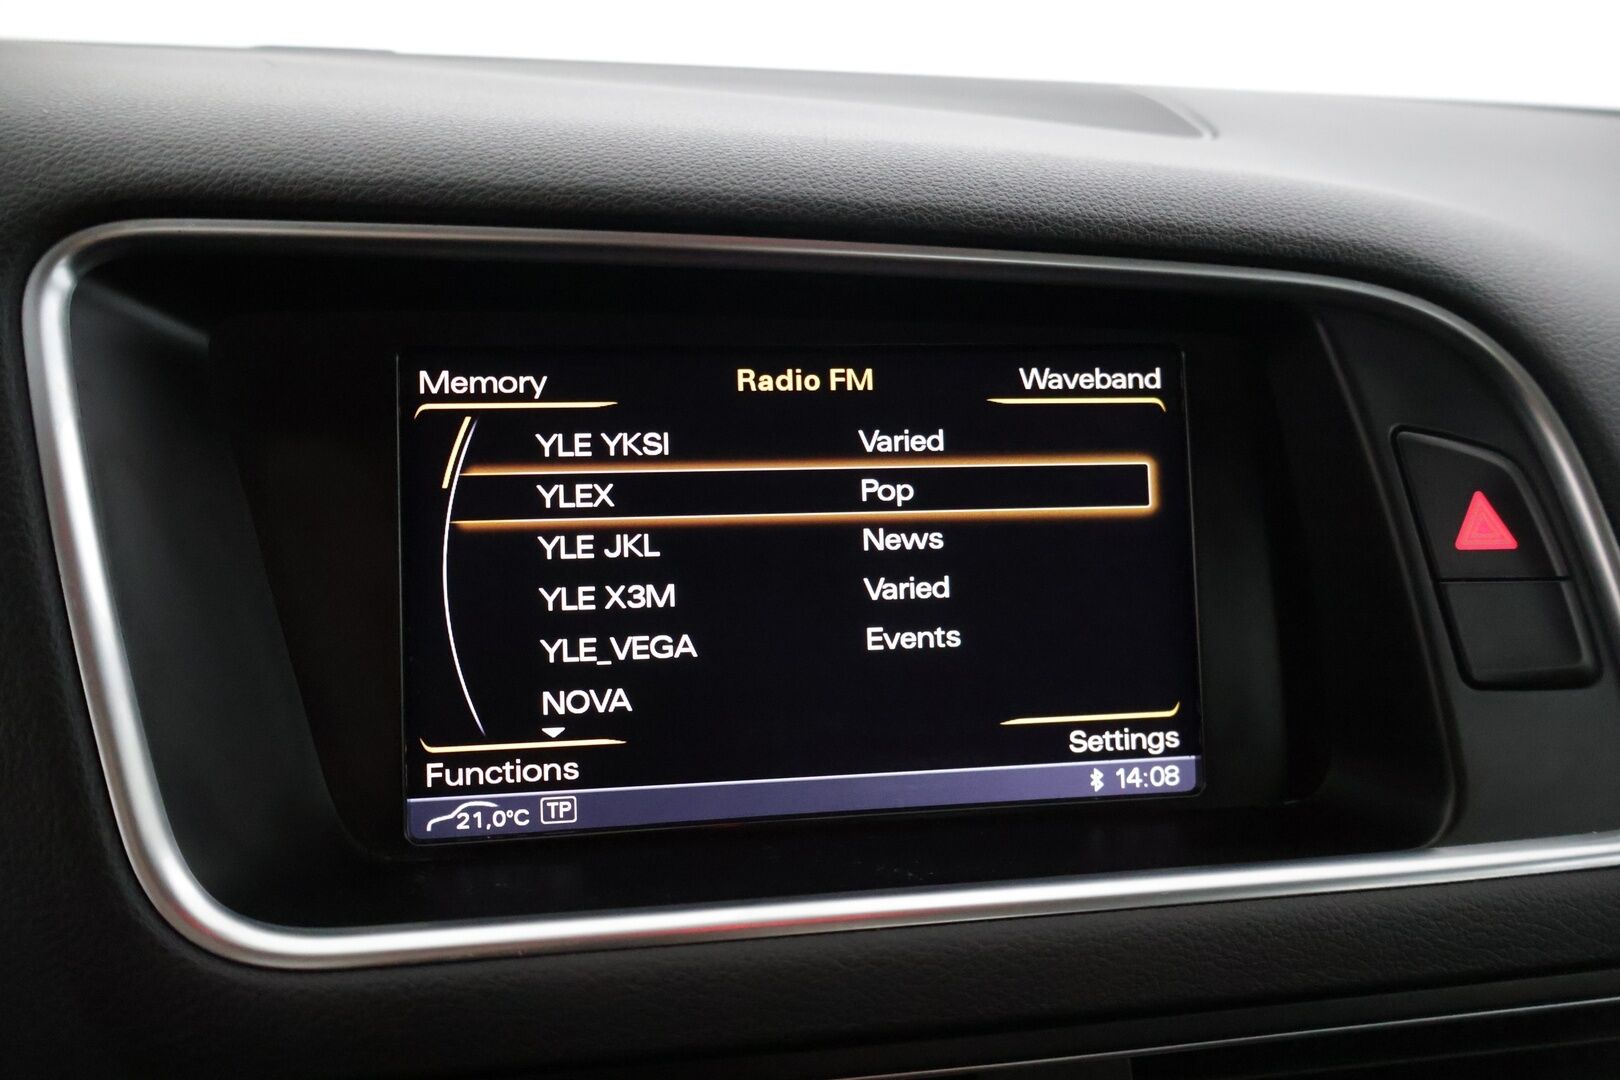 Memory Radio FM Waveband
YLE YKSI Varied
YLEX Pop
YLE JKL News
YLE X3M Varied
YLE_VEGA Events
NOVA
Settings
Functions
14:08
21,0°C TP